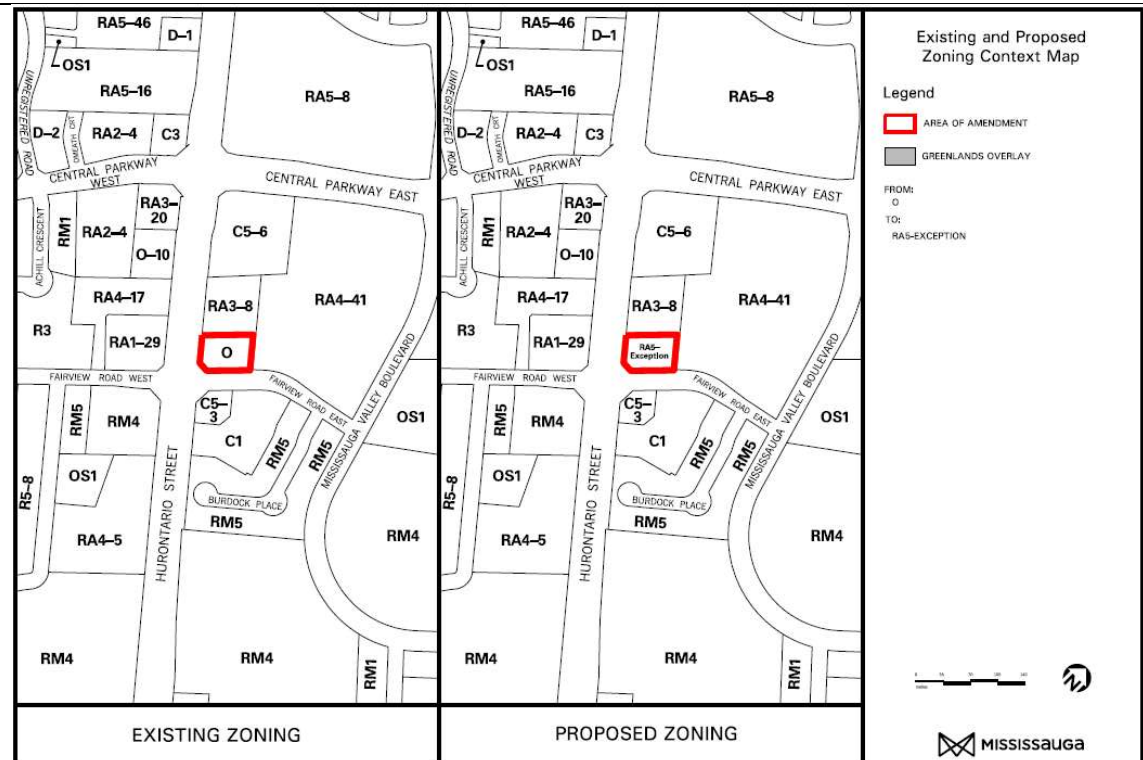 RA5–46
D–1
OS1
RA5–16
RA5–8
UNREGISTERED ROAD
D–2
OMEATH CRT
RA2–4
C3
CENTRAL PARKWAY
WEST
CENTRAL PARKWAY EAST
ACHILL CRESCENT
RM1
RA2–4
RA3–
20
O–10
C5–6
RA4–17
RA3–8
RA4–41
R3
RA1–29
O
FAIRVIEW ROAD WEST
FAIRVIEW ROAD EAST
MISSISSAUGA VALLEY BOULEVARD
RM5
RM4
C5–
3
C1
RM5
RM5
OS1
OS1
R5–8
HURONTARIO STREET
BURDOCK PLACE
RM5
RA4–5
RM4
RM4
RM4
RM1
EXISTING ZONING
RA5–46
D–1
OS1
RA5–16
RA5–8
UNREGISTERED ROAD
D–2
OMEATH CRT
RA2–4
C3
CENTRAL PARKWAY
WEST
CENTRAL PARKWAY EAST
ACHILL CRESCENT
RM1
RA2–4
RA3–
20
O–10
C5–6
RA4–17
RA3–8
RA4–41
R3
RA1–29
RA5–
Exception
FAIRVIEW ROAD WEST
FAIRVIEW ROAD EAST
MISSISSAUGA VALLEY BOULEVARD
RM5
RM4
C5–
3
C1
RM5
RM5
OS1
OS1
R5–8
HURONTARIO STREET
BURDOCK PLACE
RM5
RA4–5
RM4
RM4
RM4
RM1
PROPOSED ZONING
Existing and Proposed
Zoning Context Map
Legend
AREA OF AMENDMENT
GREENLANDS OVERLAY
FROM:
O
TO:
RA5-EXCEPTION
MISSISSAUGA